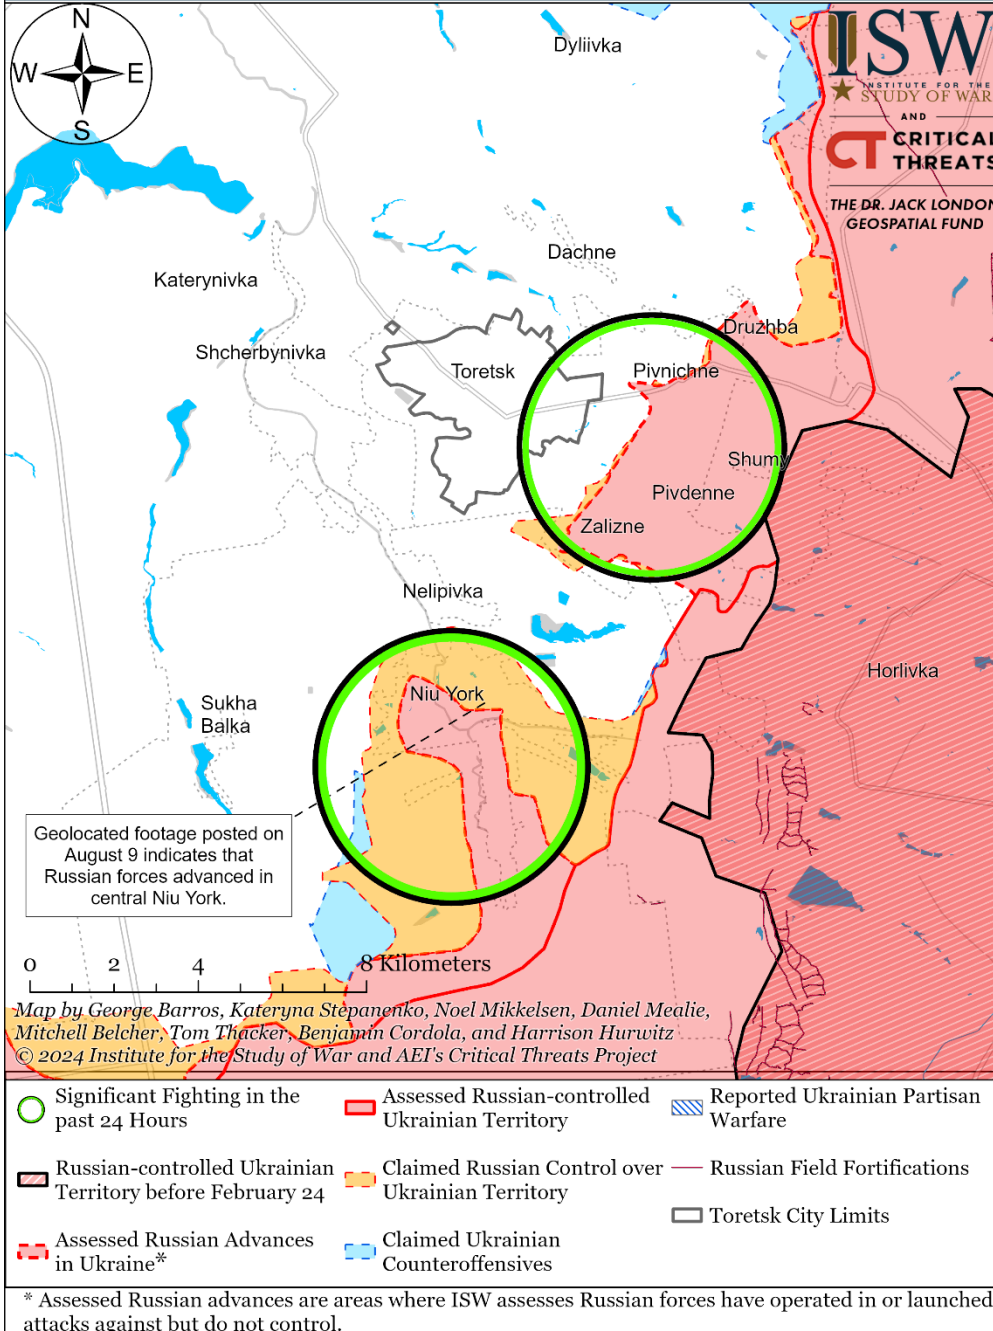 N
W E
S
Dyliivka
ISW
INSTITUTE FOR THE
STUDY OF WAR
AND
CT CRITICAL
THREATS
THE DR. JACK LONDON
GEOSPATIAL FUND
Dachne
Katerynivka
Druzhba
Shcherbynivka
Toretsk
Pivnichne
Shumy
Pivdenne
Zalizne
Nelipivka
Horlivka
Niu York
Sukha
Balka
Geolocated footage posted on
August 9 indicates that
Russian forces advanced in
central Niu York.
0 2 4 8 Kilometers
Map by George Barros, Kateryna Stepanenko, Noel Mikkelsen, Daniel Mealie,
Mitchell Belcher, Tom Thacker, Benjamin Cordola, and Harrison Hurwitz
© 2024 Institute for the Study of War and AEI's Critical Threats Project
Significant Fighting in the
past 24 Hours
Russian-controlled Ukrainian
Territory before February 24
Assessed Russian Advances
in Ukraine*
Assessed Russian-controlled
Ukrainian Territory
Claimed Russian Control over
Ukrainian Territory
Claimed Ukrainian
Counteroffensives
Reported Ukrainian Partisan
Warfare
Russian Field Fortifications
Toretsk City Limits
* Assessed Russian advances are areas where ISW assesses Russian forces have operated in or launched
attacks against but do not control.